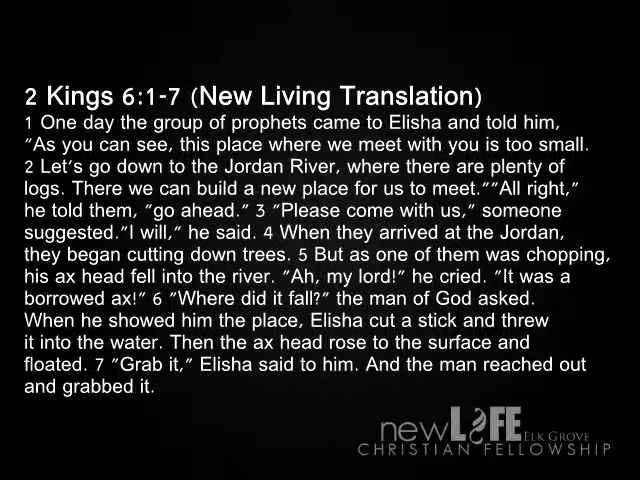 2 Kings 6:1-7 (New Living Translation)
1 One day the group of prophets came to Elisha and told him,
"As you can see, this place where we meet with you is too small.
2 Let's go down to the Jordan River, where there are plenty of
logs. There we can build a new place for us to meet.""All right,"
he told them, "go ahead." 3 "Please come with us," someone
suggested."I will," he said. 4 When they arrived at the Jordan,
they began cutting down trees. 5 But as one of them was chopping,
his ax head fell into the river. "Ah, my lord!" he cried. "It was a
borrowed ax!" 6 "Where did it fall?" the man of God asked.
When he showed him the place, Elisha cut a stick and threw
it into the water. Then the ax head rose to the surface and
floated. 7 "Grab it," Elisha said to him. And the man reached out
and grabbed it.
newLIFE ELK GROVE
CHRISTIAN FELLOWSHIP